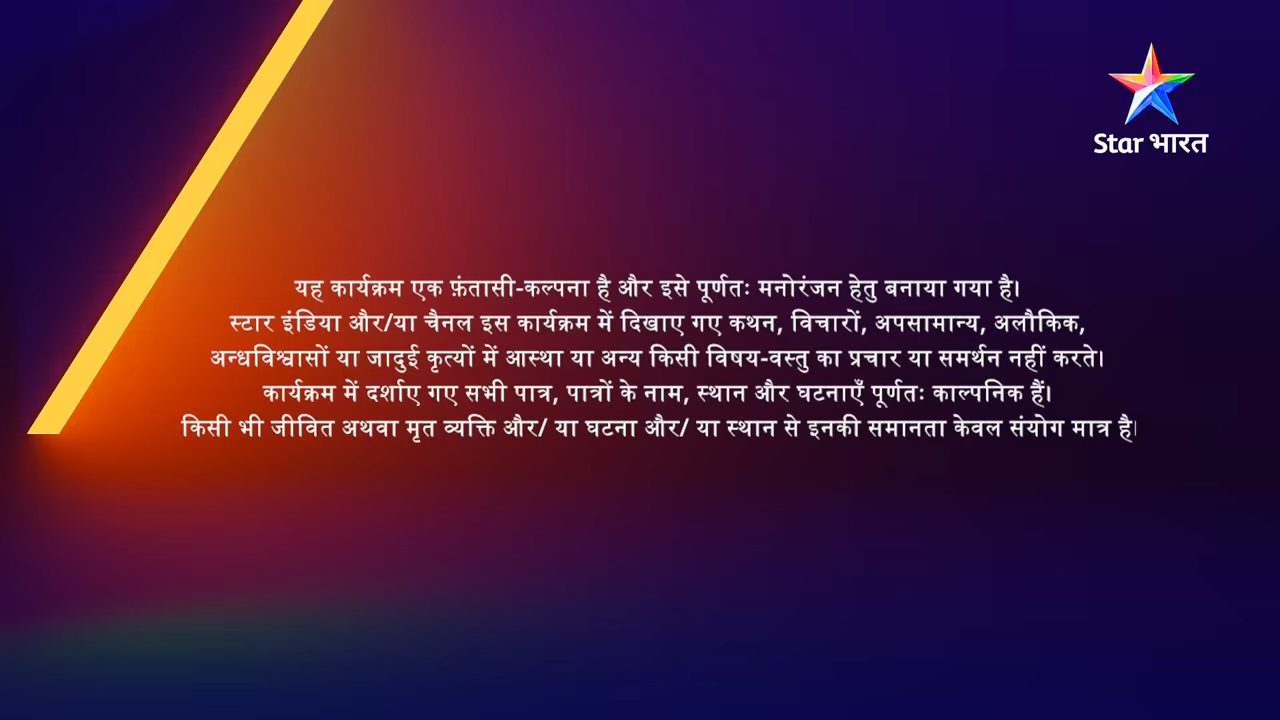 Star भारत
यह कार्यक्रम एक फ़ंतासी-कल्पना है और इसे पूर्णतः मनोरंजन हेतु बनाया गया है।
स्टार इंडिया और/या चैनल इस कार्यक्रम में दिखाए गए कथन, विचारों, अपसामान्य, अलौकिक,
अन्धविश्वासों या जादुई कृत्यों में आस्था या अन्य किसी विषय-वस्तु का प्रचार या समर्थन नहीं करते।
कार्यक्रम में दर्शाए गए सभी पात्र, पात्रों के नाम, स्थान और घटनाएँ पूर्णतः काल्पनिक हैं।
किसी भी जीवित अथवा मृत व्यक्ति और/ या घटना और/ या स्थान से इनकी समानता केवल संयोग मात्र है।